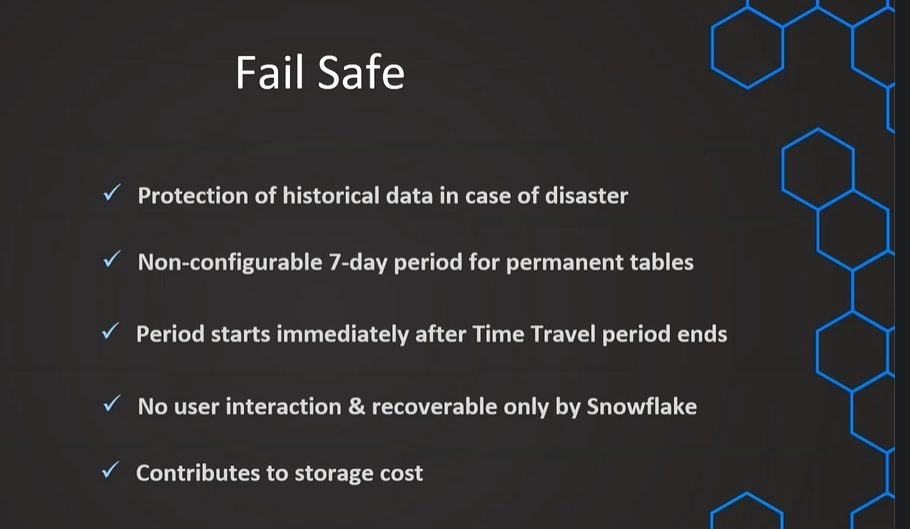 Fail Safe
Protection of historical data in case of disaster
Non-configurable 7-day period for permanent tables
Period starts immediately after Time Travel period ends
No user interaction & recoverable only by Snowflake
Contributes to storage cost